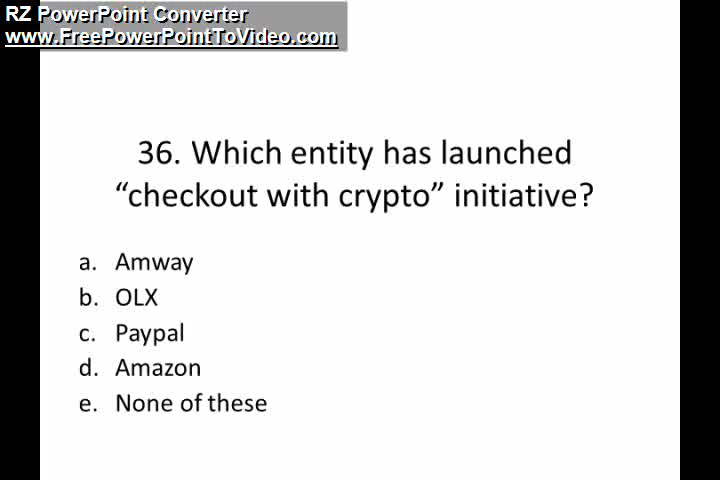 RZ PowerPoint Converter
www.FreePowerPointToVideo.com
36. Which entity has launched
“checkout with crypto” initiative?
a. Amway
b. OLX
c. Paypal
d. Amazon
e. None of these